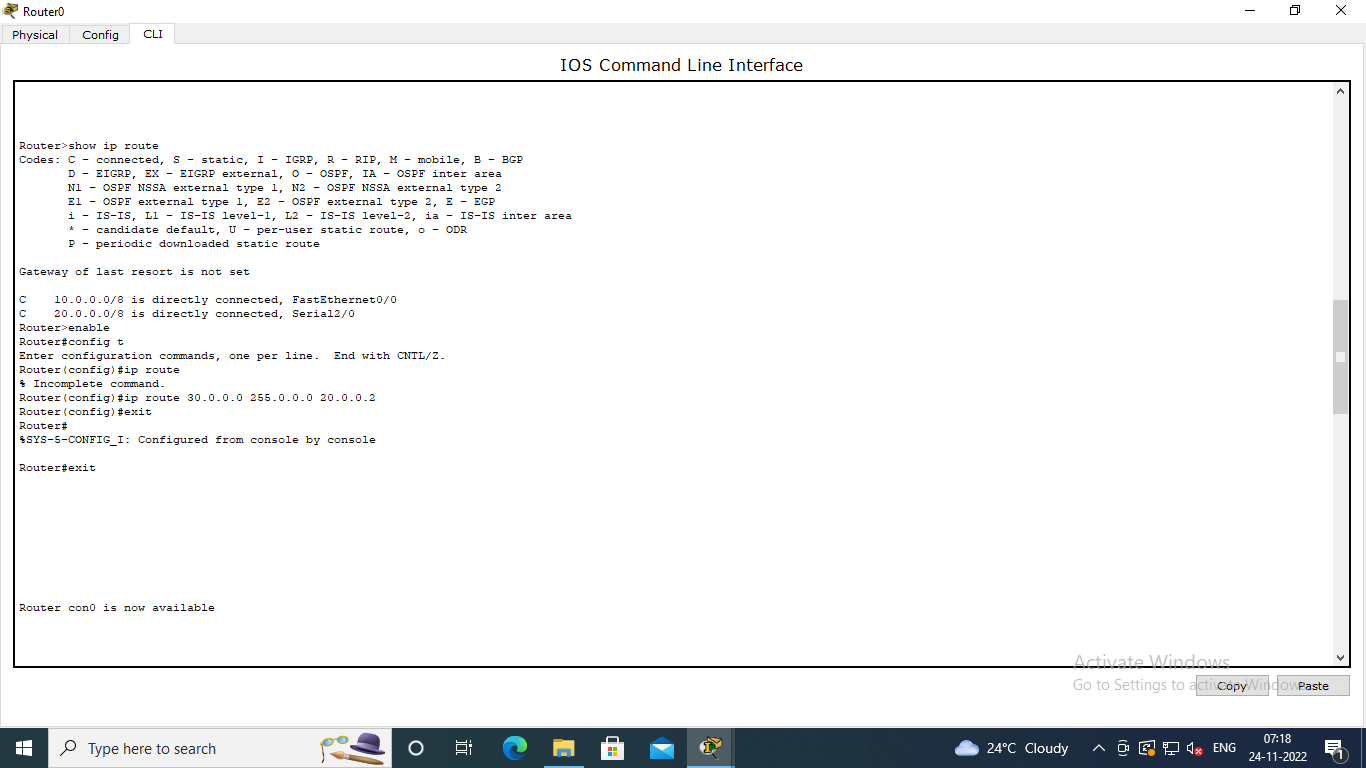 Router0
Physical Config CLI
IOS Command Line Interface
Router>show ip route
Codes: C - connected, S - static, I - IGRP, R - RIP, M - mobile, B - BGP
D - EIGRP, EX - EIGRP external, O - OSPF, IA - OSPF inter area
N1 - OSPF NSSA external type 1, N2 - OSPF NSSA external type 2
E1 - OSPF external type 1, E2 - OSPF external type 2, E - EGP
i - IS-IS, L1 - IS-IS level-1, L2 - IS-IS level-2, ia - IS-IS inter area
* - candidate default, U - per-user static route, o - ODR
P - periodic downloaded static route
Gateway of last resort is not set
C 10.0.0.0/8 is directly connected, FastEthernet0/0
C 20.0.0.0/8 is directly connected, Serial2/0
Router>enable
Router#config t
Enter configuration commands, one per line. End with CNTL/Z.
Router(config)#ip route
% Incomplete command.
Router(config)#ip route 30.0.0.0 255.0.0.0 20.0.0.2
Router(config)#exit
Router#
%SYS-5-CONFIG_I: Configured from console by console
Router#exit
Router con0 is now available
Activate Windows
Go to Settings to activate Windows.
Copy Paste
Type here to search
24°C Cloudy
ENG
07:18
24-11-2022
1